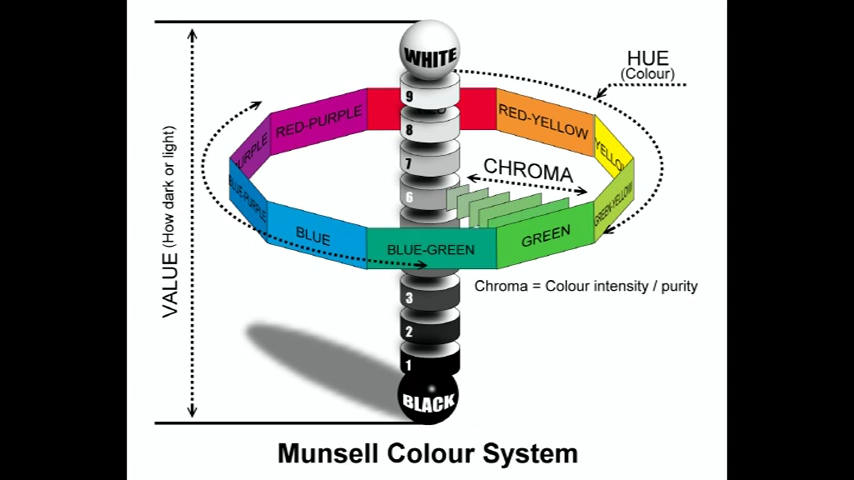 WHITE
HUE
(Colour)
9
RED-PURPLE
RED-YELLOW
8
7
CHROMA
6
GREEN-YELLOW
BLUE-PURPLE
BLUE
BLUE-GREEN
GREEN
VALUE (How dark or light)
Chroma = Colour intensity / purity
3
2
1
BLACK
Munsell Colour System